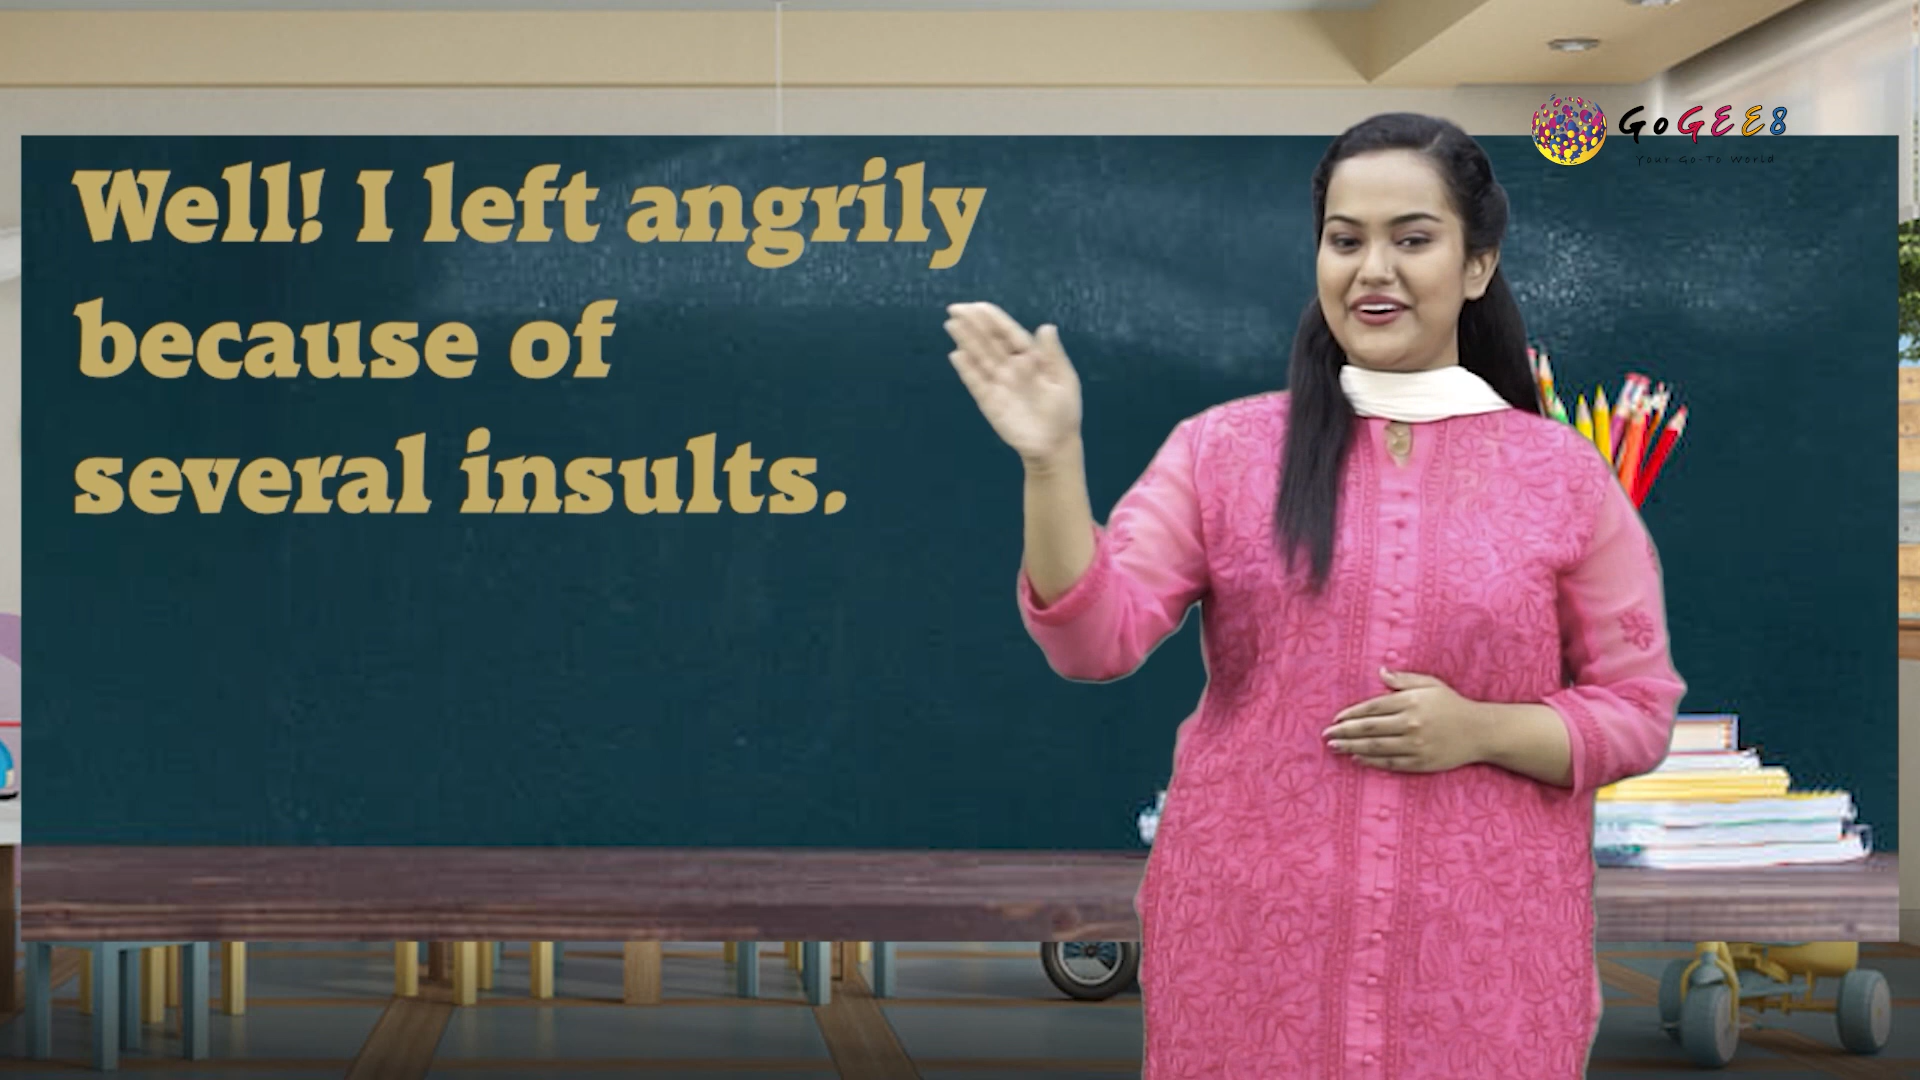 Well! I left angrily
because of
several insults.
GoGEE8
Your Go-To World